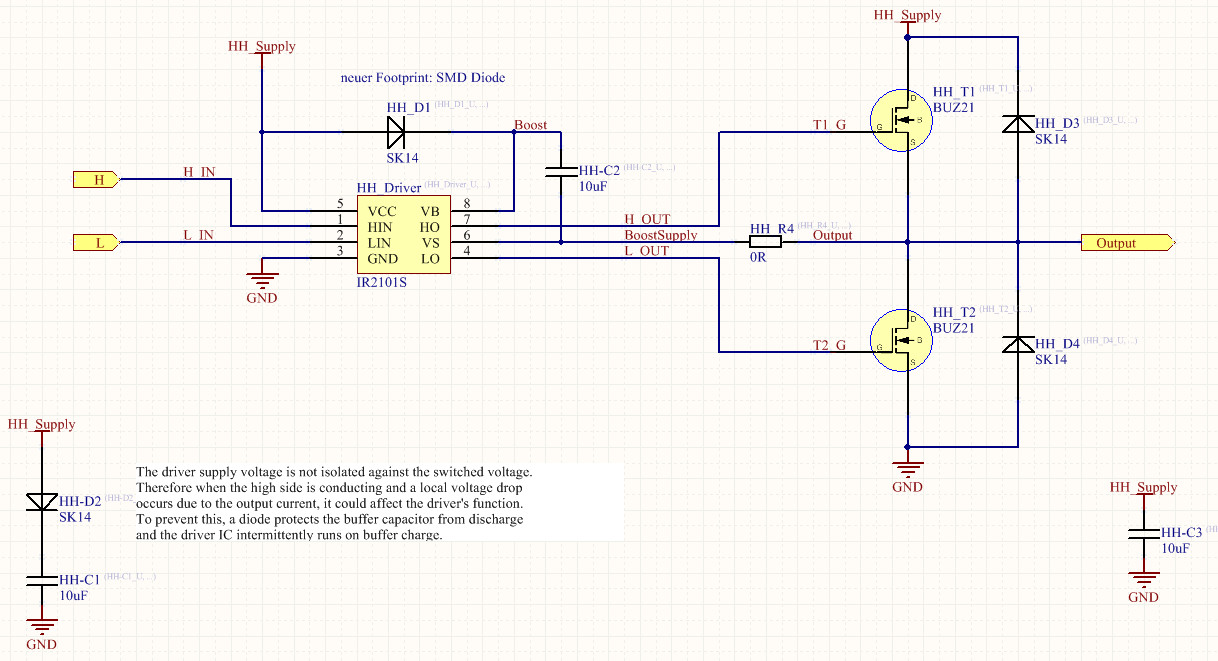 HH_Supply
HH_Supply
neuer Footprint: SMD Diode
HH_D1 (HH_D1_U, ...)
SK14
Boost
HH-C2 (HH-C2_U, ...)
10uF
T1_G
HH_T1 (HH_T1_U, ...)
BUZ21
D
G
B
S
HH_D3 (HH_D3_U, ...)
SK14
H
H_IN
L
L_IN
HH_Driver (HH_Driver_U, ...)
5 VCC VB 8
1 HIN HO 7
2 LIN VS 6
3 GND LO 4
IR2101S
GND
H_OUT
BoostSupply
L_OUT
HH_R4 (HH_R4_U, ...)
0R
Output
Output
T2_G
HH_T2 (HH_T2_U, ...)
BUZ21
D
G
B
S
HH_D4 (HH_D4_U, ...)
SK14
GND
HH_Supply
HH-D2 (HH-D2
SK14
HH-C1 (HH-C1_U, ...)
10uF
GND
The driver supply voltage is not isolated against the switched voltage.
Therefore when the high side is conducting and a local voltage drop
occurs due to the output current, it could affect the driver's function.
To prevent this, a diode protects the buffer capacitor from discharge
and the driver IC intermittently runs on buffer charge.
HH_Supply
HH-C3 (HH
10uF
GND